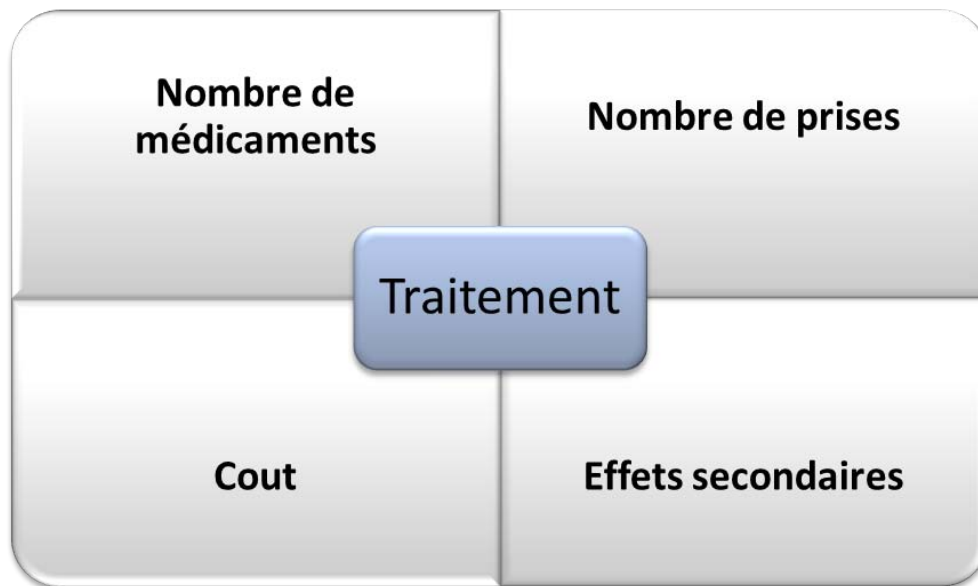 Nombre de
médicaments
Nombre de prises
Traitement
Cout
Effets secondaires